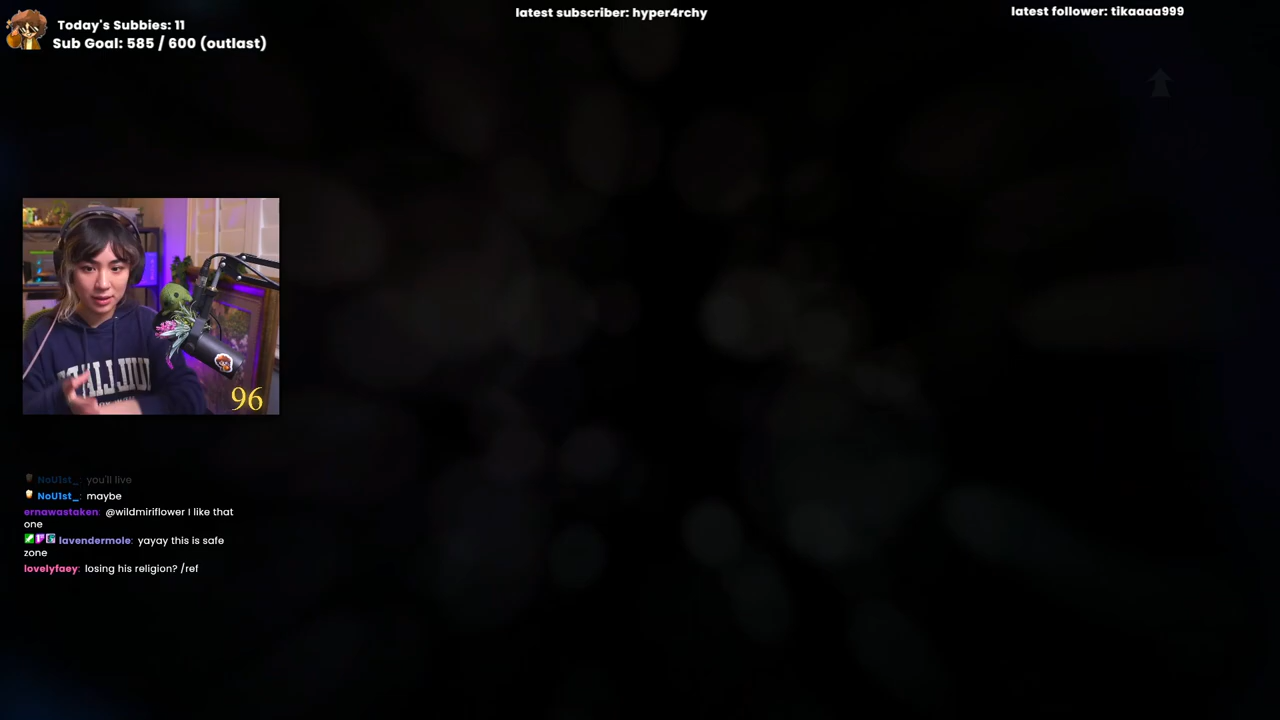 Today's Subbies: 11
Sub Goal: 585 / 600 (outlast)
latest subscriber: hyper4rchy
latest follower: tikaaaa999
96
NoU1st_: you'll live
NoU1st_: maybe
ernawastaken: @wildmiriflower I like that
one
lavendermole: yayay this is safe
zone
lovelyfaey: losing his religion? /ref